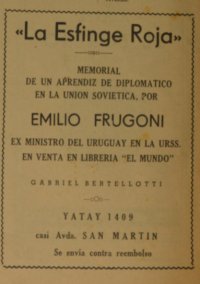 «La Esfinge Roja»
MEMORIAL
DE UN APRENDIZ DE DIPLOMATICO
EN LA UNION SOVIETICA, POR
EMILIO FRUGONI
EX MINISTRO DEL URUGUAY EN LA URSS.
EN VENTA EN LIBRERIA "EL MUNDO"
GABRIEL BERTELLOTTI
YATAY 1409
casi Avda. SAN MARTIN
Se envía contra reembolso